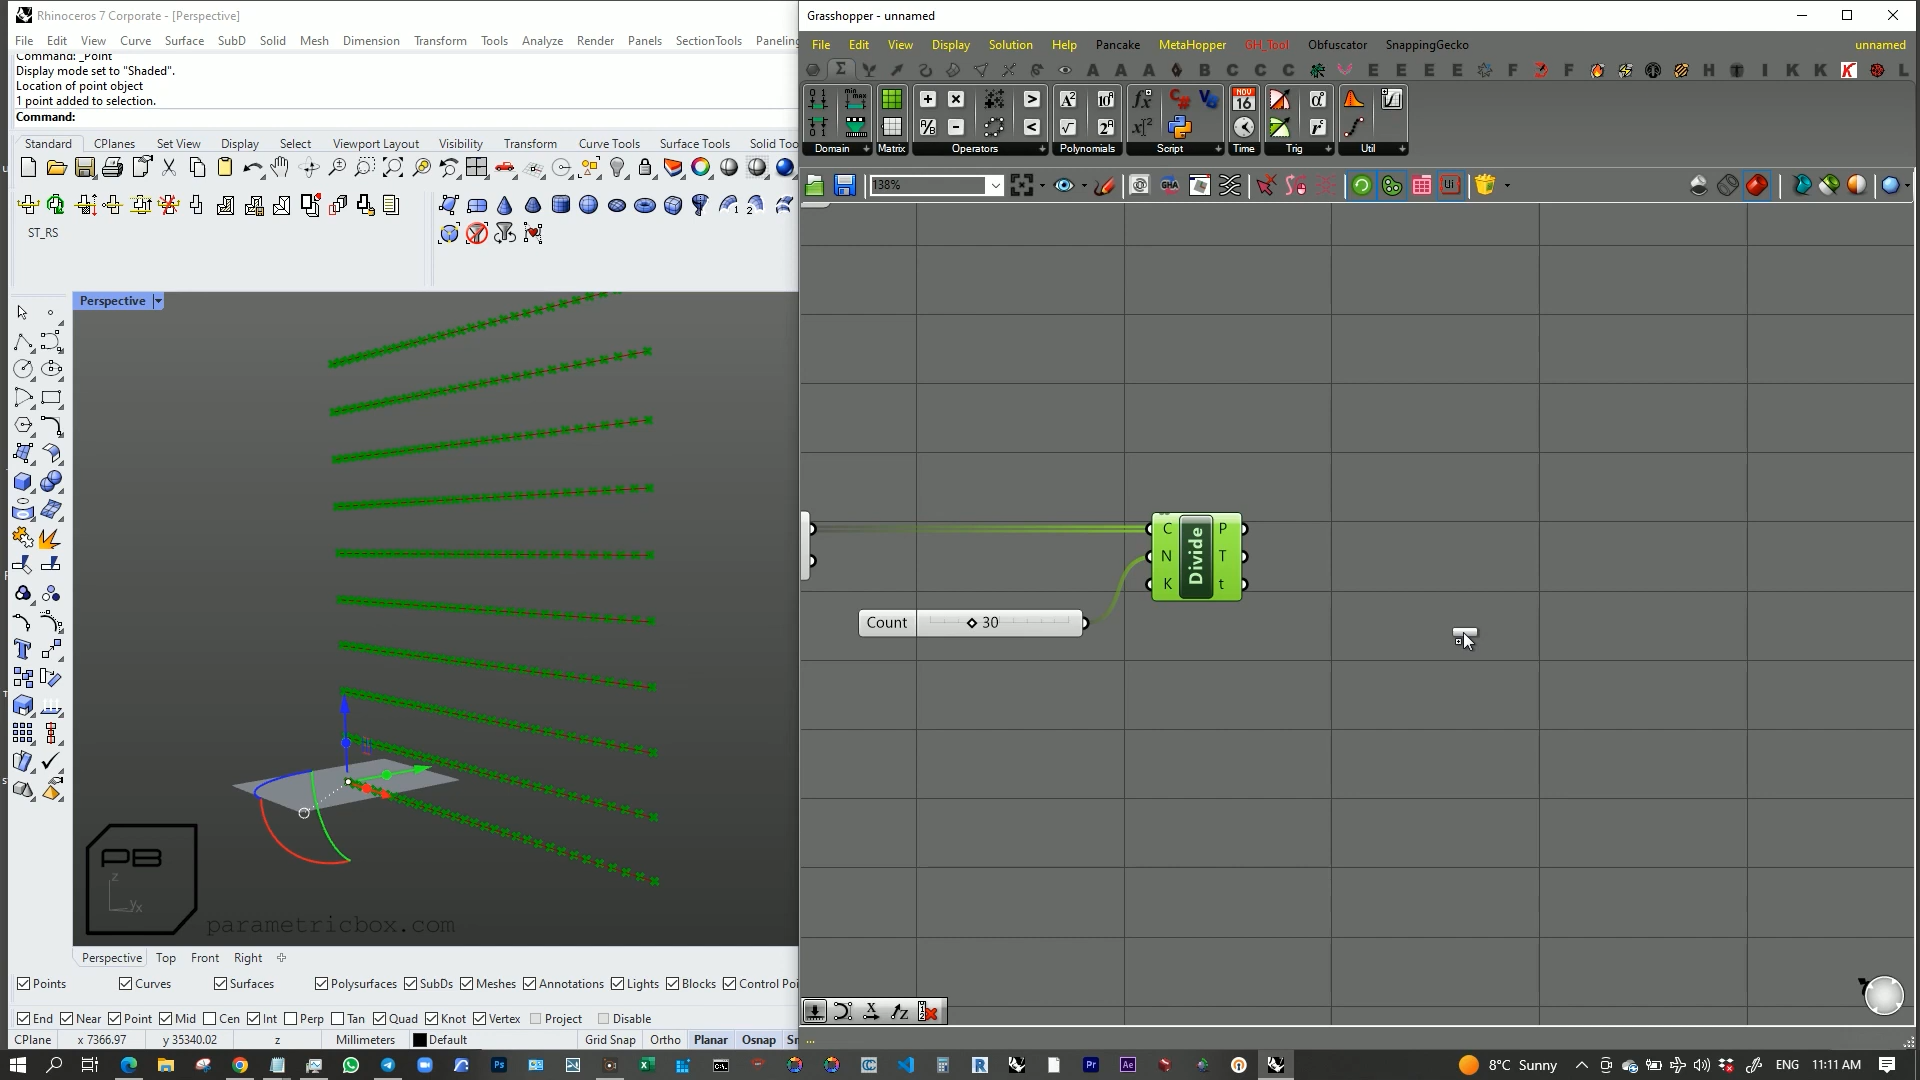 Rhinoceros 7 Corporate - [Perspective]
File Edit View Curve Surface SubD Solid Mesh Dimension Transform Tools Analyze Render Panels SectionTools Paneling
Command: _Point
Display mode set to "Shaded".
Location of point object
1 point added to selection.
Command:
Standard CPlanes Set View Display Select Viewport Layout Visibility Transform Curve Tools Surface Tools Solid Too
ST_RS
Perspective
PB
z
y x
parametricbox.com
Perspective Top Front Right
Points Curves Surfaces Polysurfaces SubDs Meshes Annotations Lights Blocks Control Poi
End Near Point Mid Cen Int Perp Tan Quad Knot Vertex Project Disable
CPlane x 7366.97 y 35340.02 z Millimeters Default Grid Snap Ortho Planar Osnap Sr
Grasshopper - unnamed
File Edit View Display Solution Help Pancake MetaHopper GH_Tool Obfuscator SnappingGecko unnamed
Domain Matrix Operators Polynomials Script Time Trig Util
138%
C N K Divide P T t
Count 30
8°C Sunny ENG 11:11 AM